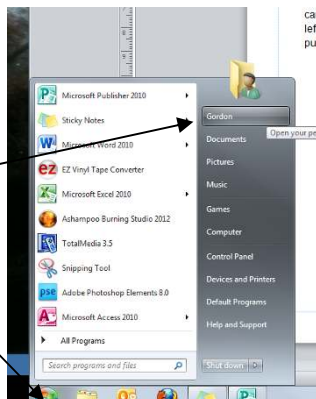 ca
left
pu
Microsoft Publisher 2010
Sticky Notes
Microsoft Word 2010
EZ Vinyl Tape Converter
Microsoft Excel 2010
Ashampoo Burning Studio 2012
TotalMedia 3.5
Snipping Tool
Adobe Photoshop Elements 8.0
Microsoft Access 2010
All Programs
Search programs and files
Gordon
Open your pe
Documents
Pictures
Music
Games
Computer
Control Panel
Devices and Printers
Default Programs
Help and Support
Shut down